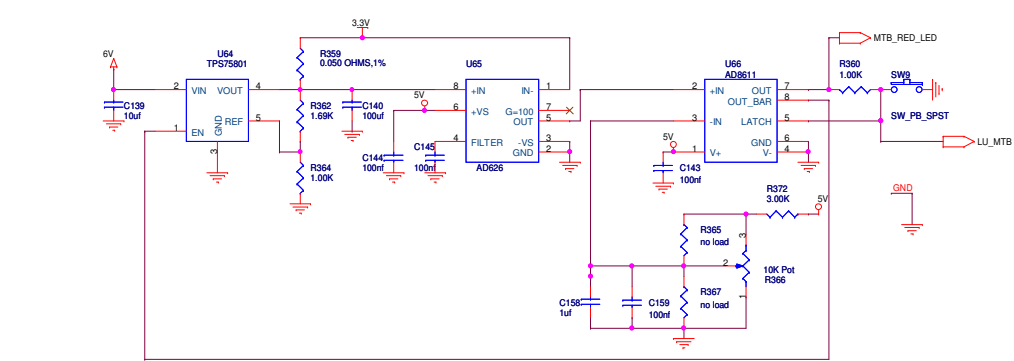 3.3V
MTB_RED_LED
6V
U64
TPS75801
R359
0.050 OHMS,1%
U65
U66
AD8611
R360
1.00K
SW9
SW_PB_SPST
2 VIN VOUT 4
1 EN REF 5
GND
3
C139
10uf
R362
1.69K
C140
100uf
R364
1.00K
5V
8 +IN IN- 1
6 +VS G=100 7
OUT 5
4 FILTER -VS 3
GND 2
AD626
C144
100nf
C145
100nf
2 +IN OUT 7
OUT_BAR 8
3 -IN LATCH 5
GND 6
1 V+ V- 4
5V
C143
100nf
LU_MTB
GND
R372
3.00K
5V
R365
no load
3
2
10K Pot
R366
1
R367
no load
C158
1uf
C159
100nf